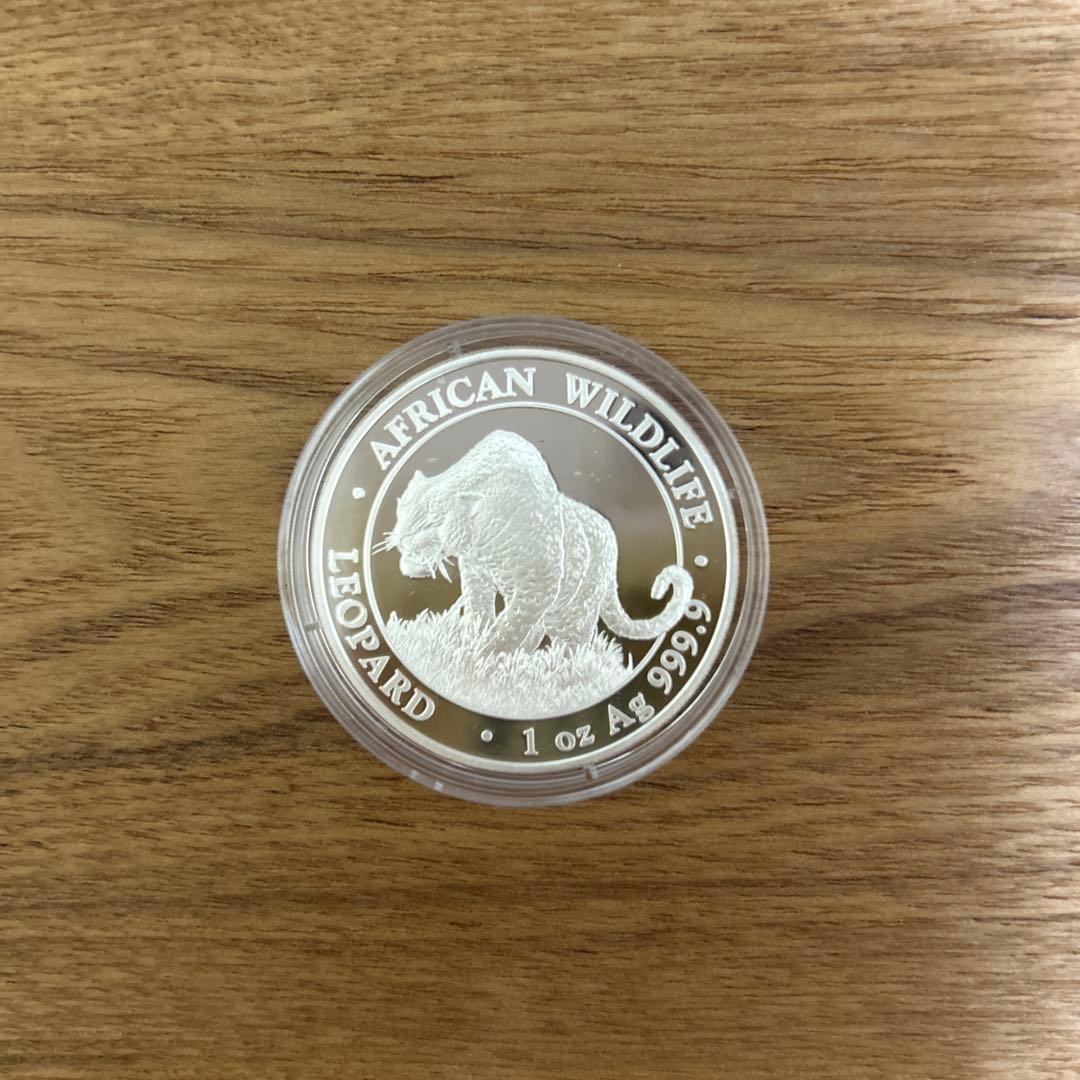 • AFRICAN WILDLIFE •
LEOPARD • 1 oz Ag 999.9